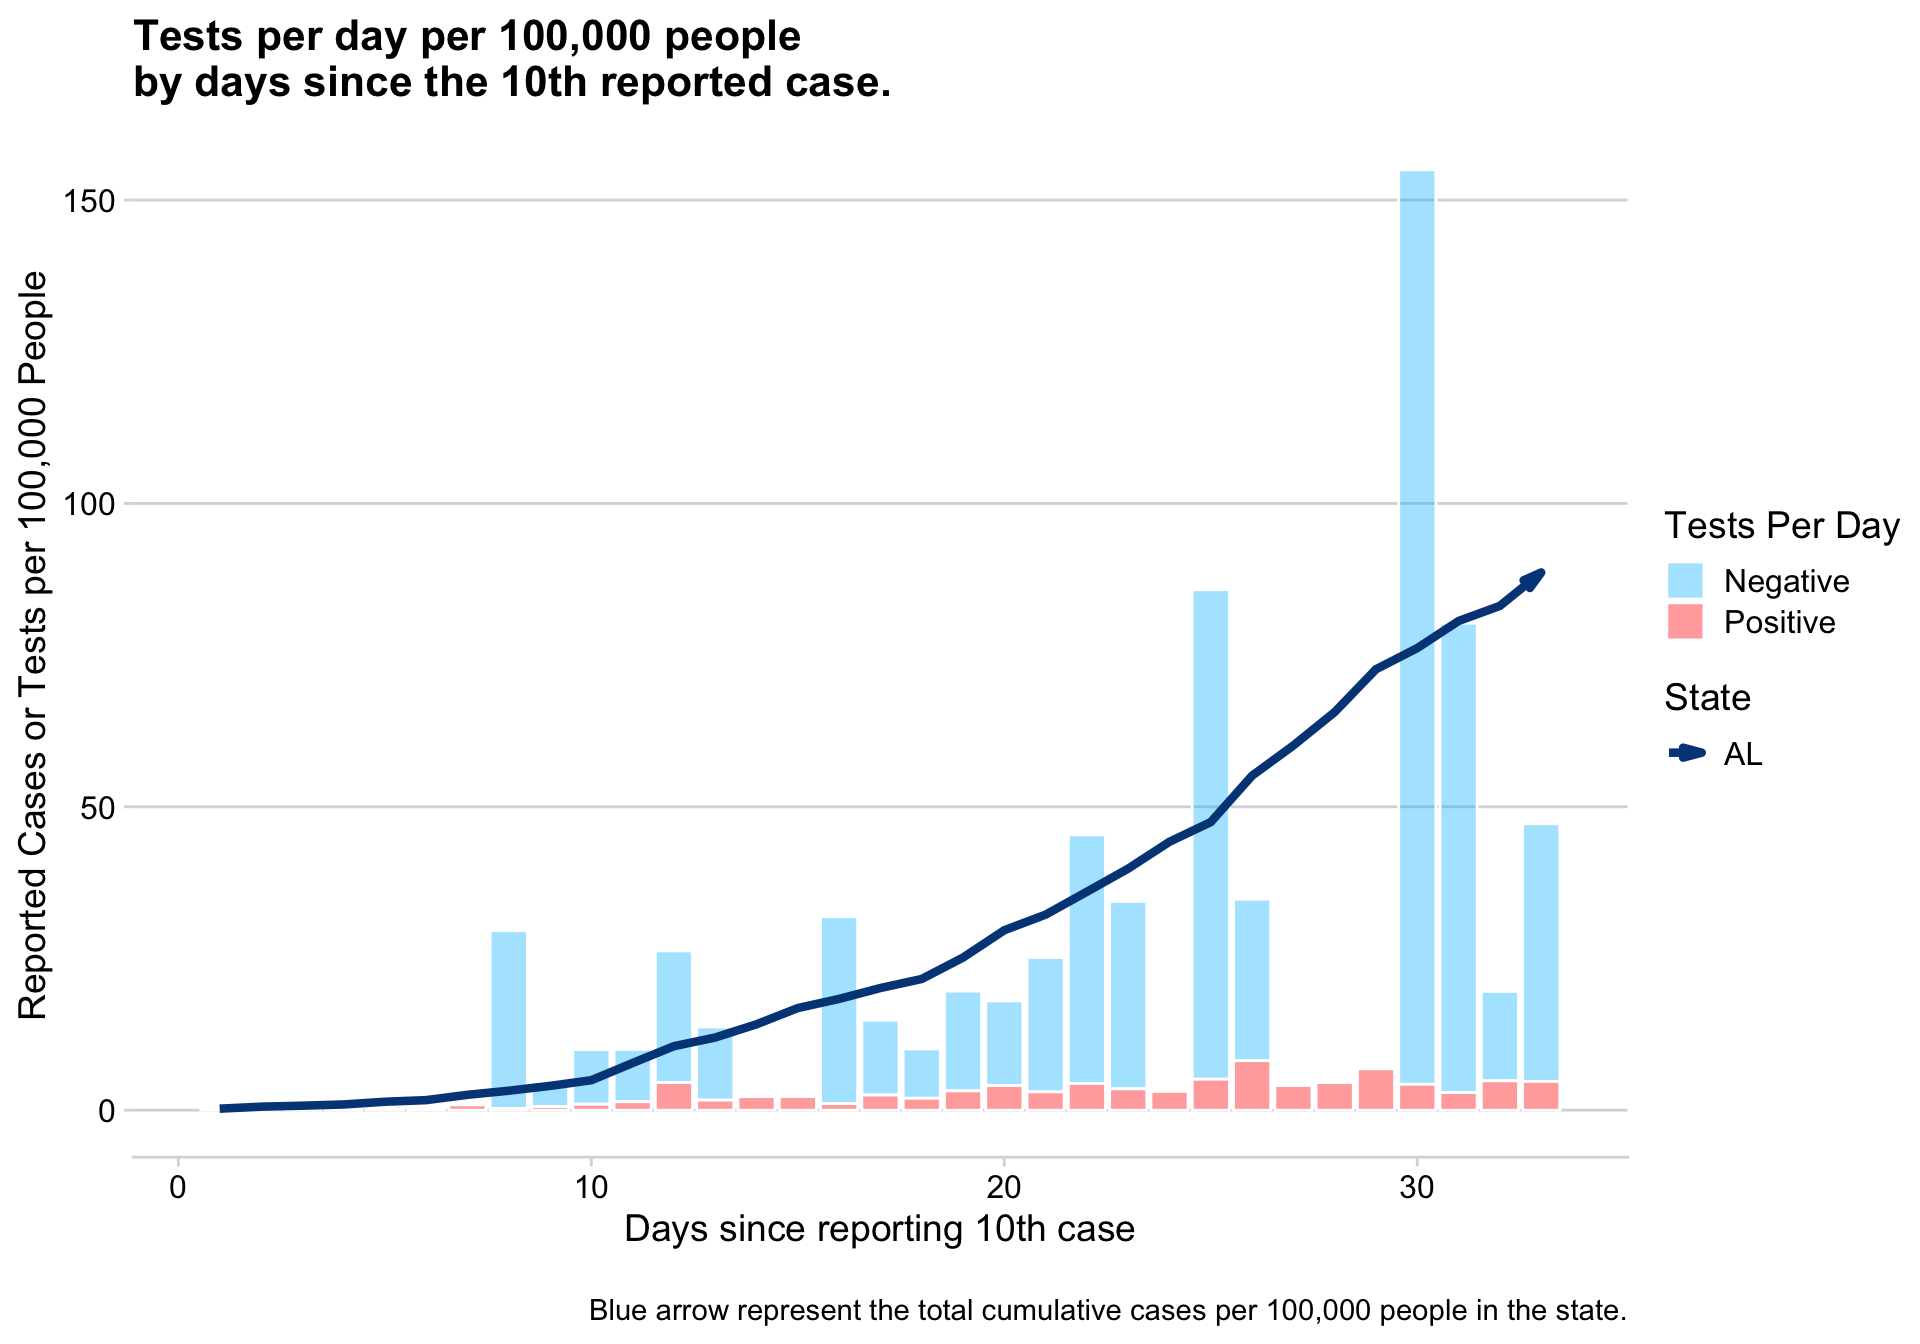 Tests per day per 100,000 people
by days since the 10th reported case.
Reported Cases or Tests per 100,000 People
150
100
50
0
0
10
20
30
Days since reporting 10th case
Tests Per Day
Negative
Positive
State
AL
Blue arrow represent the total cumulative cases per 100,000 people in the state.